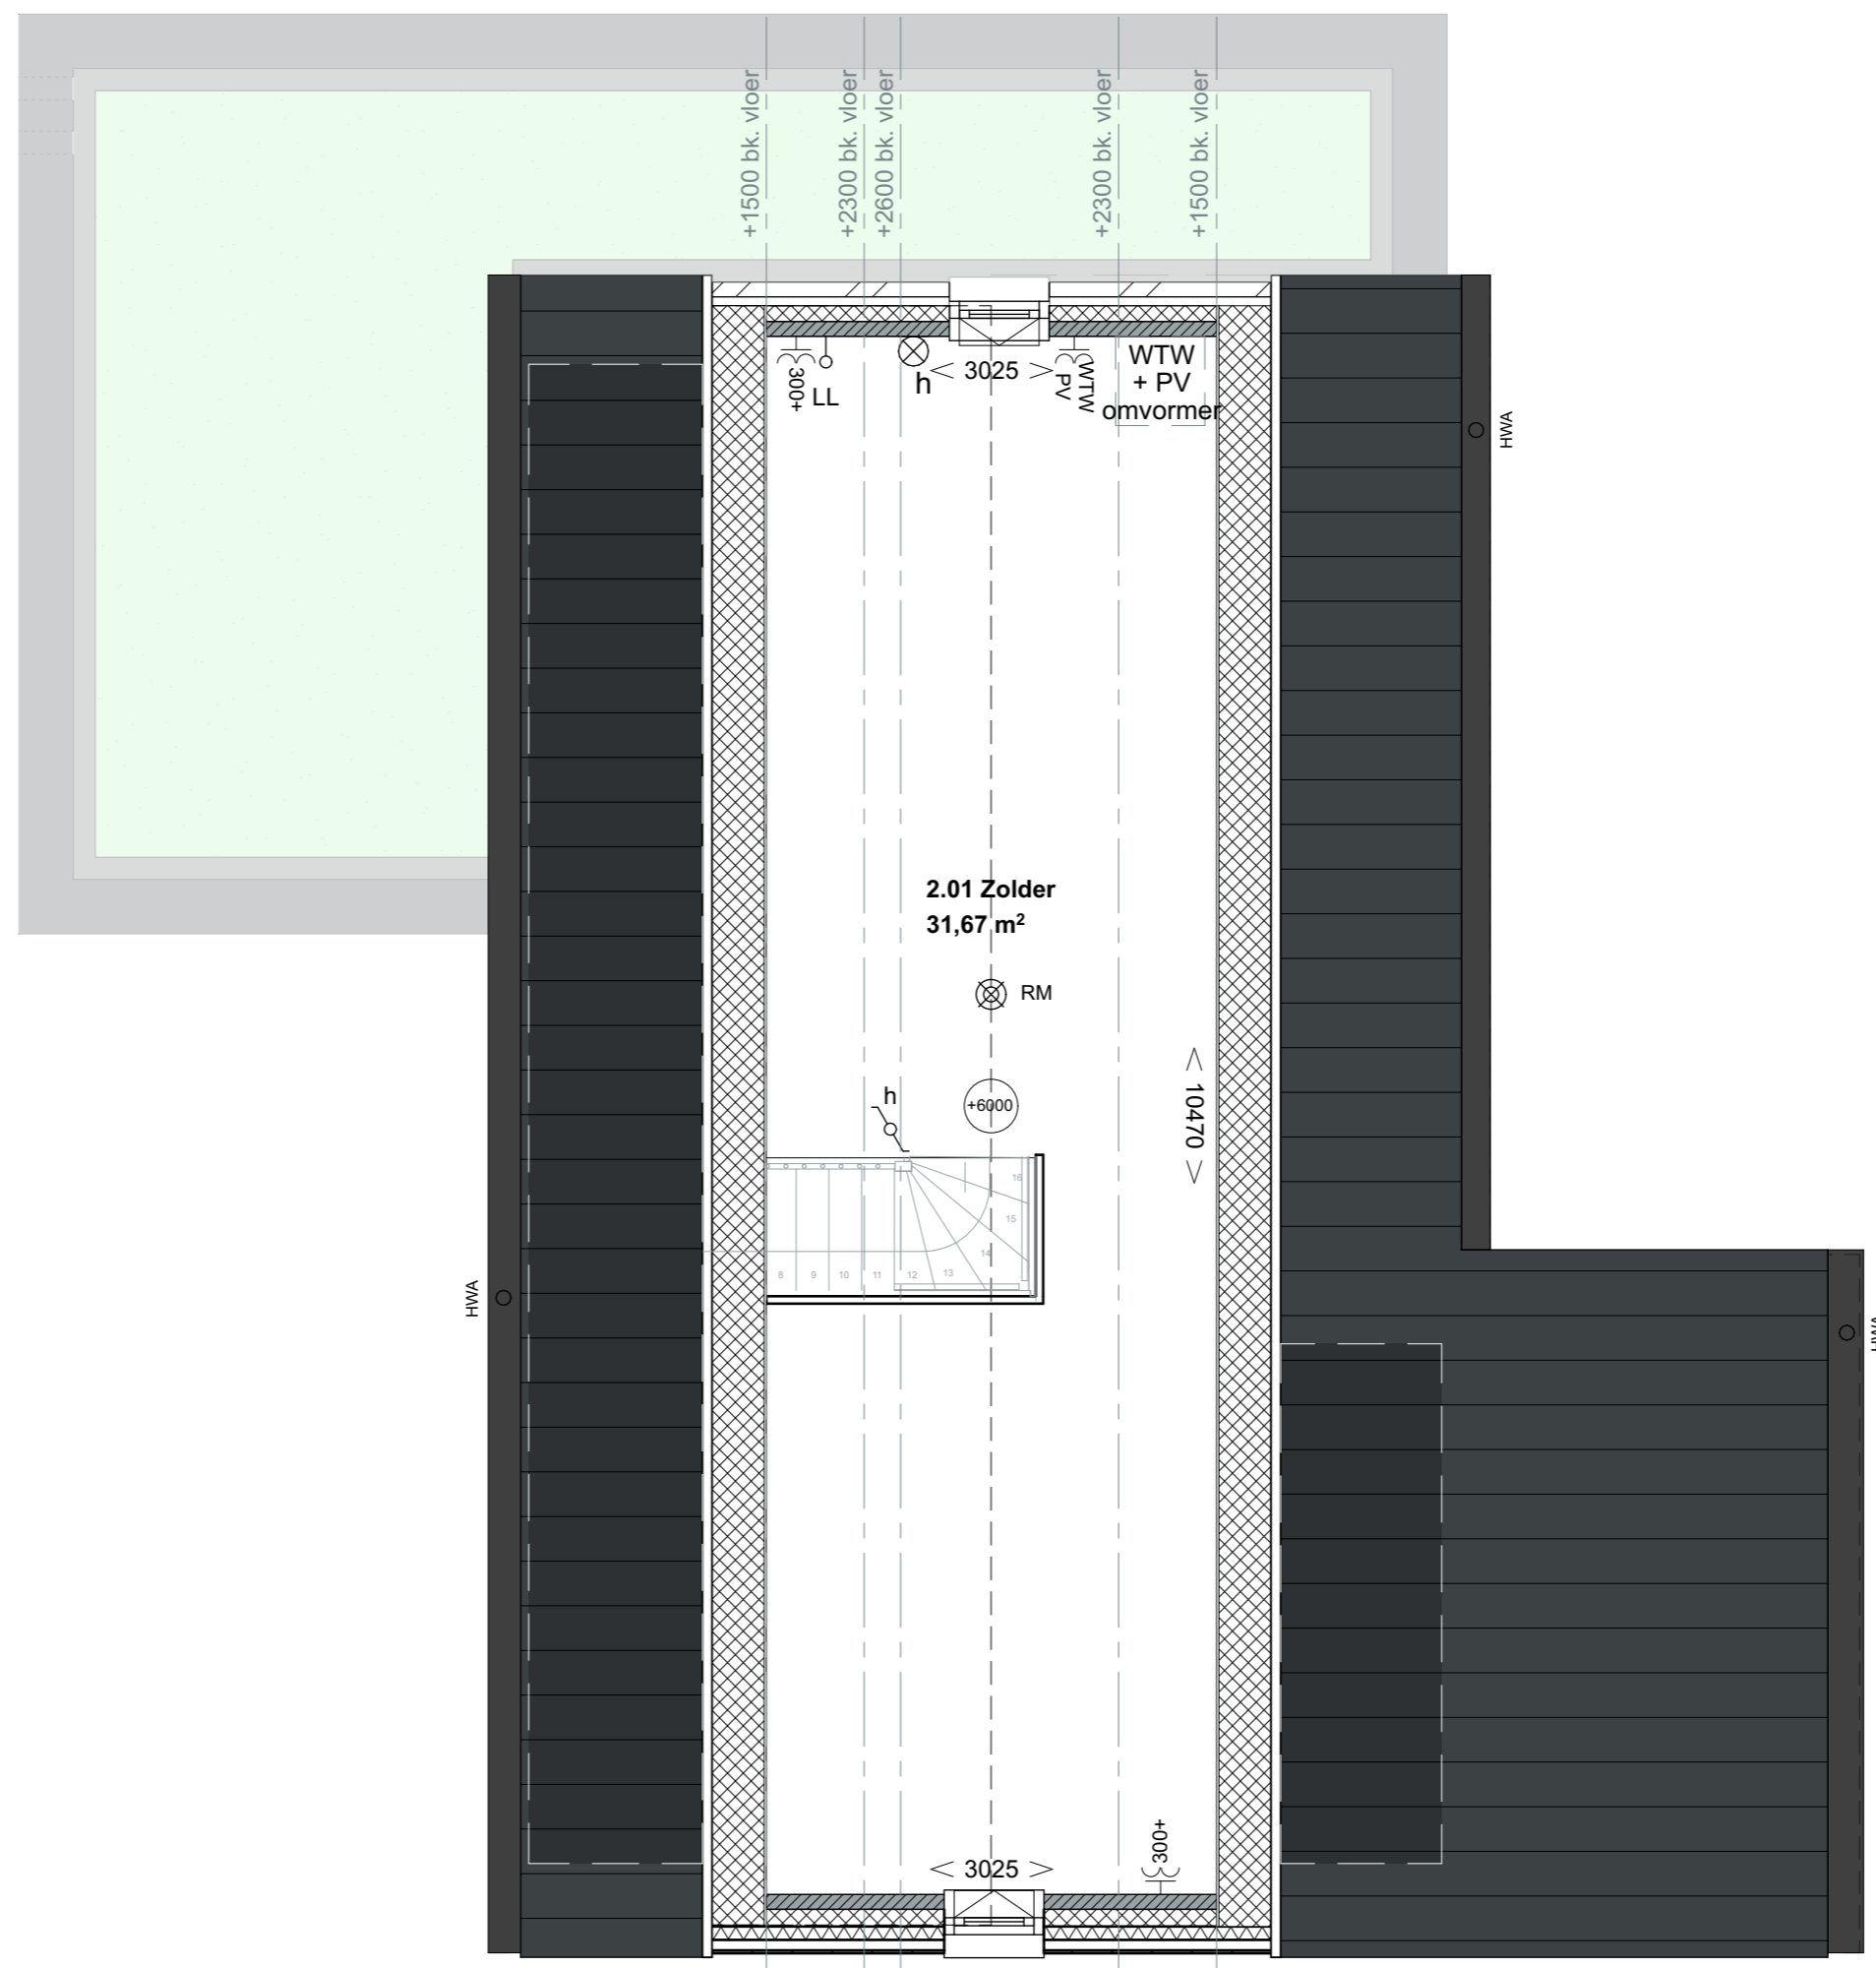 +1500 bk. vloer
+2300 bk. vloer
+2600 bk. vloer
+2300 bk. vloer
+1500 bk. vloer
300+
LL
h
< 3025 >
PV
WTW
WTW
+ PV
omvormer
HWA
2.01 Zolder
31,67 m²
RM
h
+6000
< 10470 >
16
15
14
8
9
10
11
12
13
HWA
HWA
300+
< 3025 >